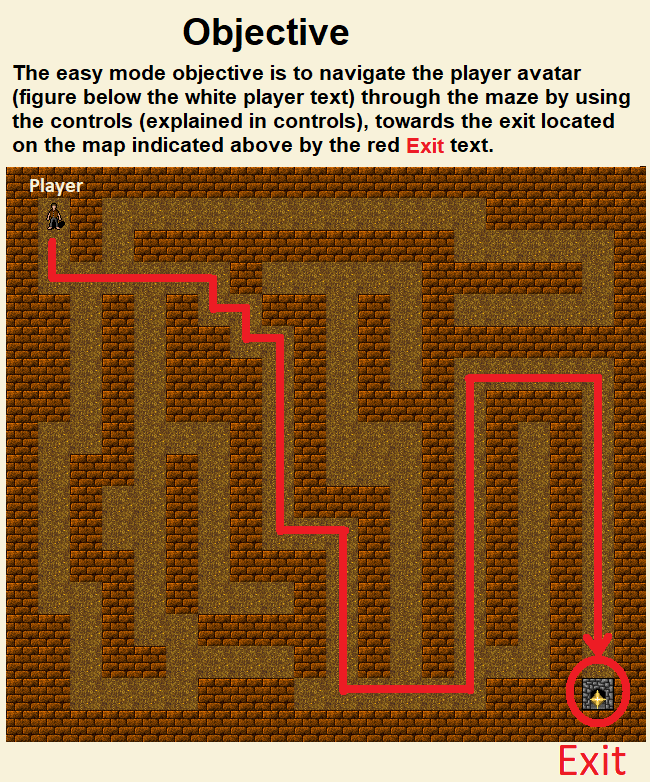 Objective
The easy mode objective is to navigate the player avatar
(figure below the white player text) through the maze by using
the controls (explained in controls), towards the exit located
on the map indicated above by the red Exit text.
Player
Exit